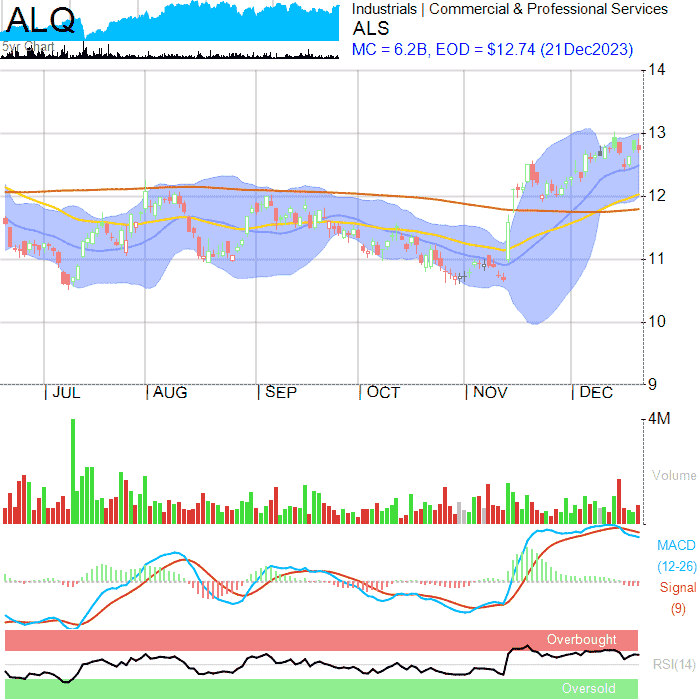 ALQ
5yr Chart
Industrials | Commercial & Professional Services
ALS
MC = 6.2B, EOD = $12.74 (21Dec2023)
14
13
12
11
10
9
JUL AUG SEP OCT NOV DEC
4M
Volume
MACD
(12-26)
Signal
(9)
Overbought
RSI(14)
Oversold